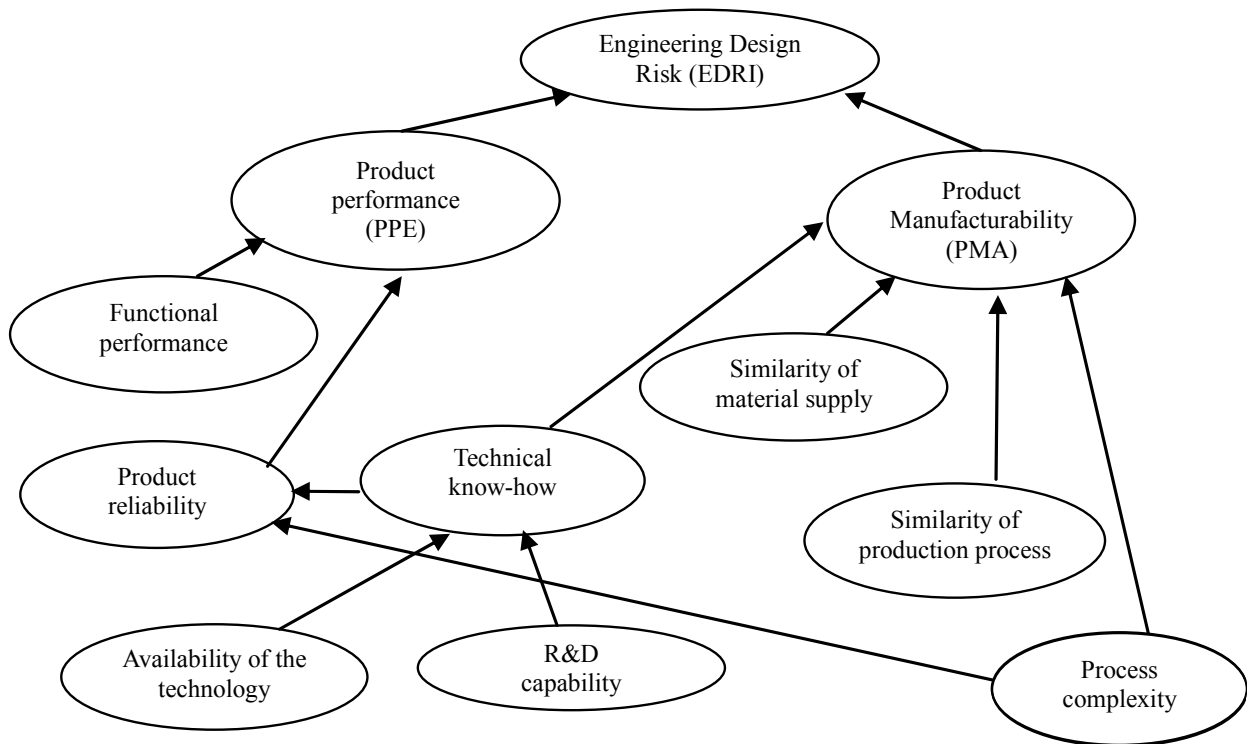 Engineering Design
Risk (EDRI)
Product
performance
(PPE)
Product
Manufacturability
(PMA)
Functional
performance
Similarity of
material supply
Technical
know-how
Product
reliability
Similarity of
production process
Availability of the
technology
R&D
capability
Process
complexity